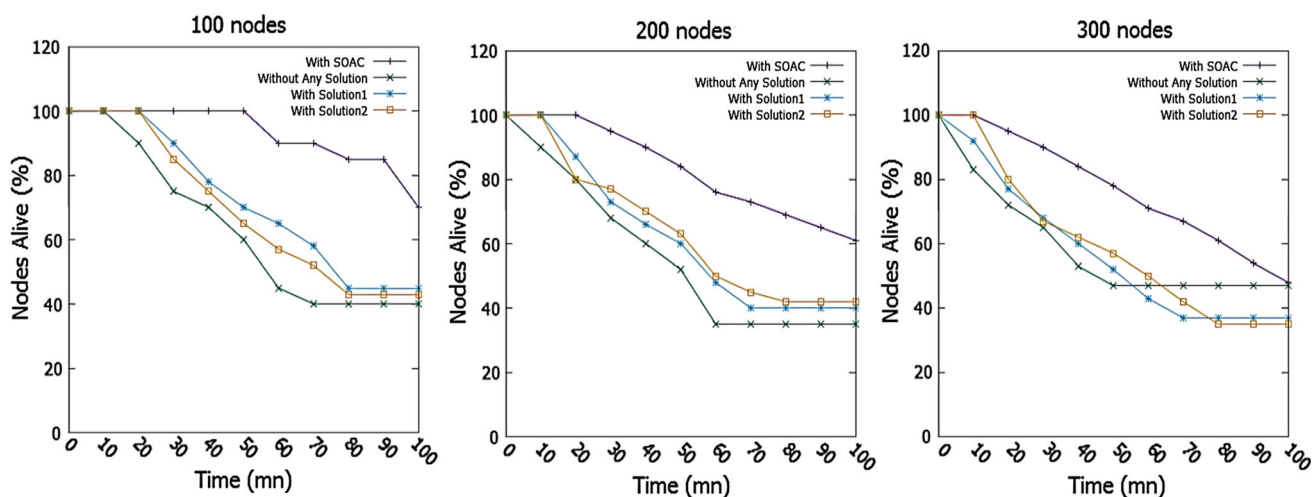 100 nodes
120
100
80
60
40
20
0
Nodes Alive (%)
With SOAC
Without Any Solution
With Solution1
With Solution2
0 10 20 30 40 50 60 70 80 90 100
Time (mn)
200 nodes
120
100
80
60
40
20
0
Nodes Alive (%)
With SOAC
Without Any Solution
With Solution1
With Solution2
0 10 20 30 40 50 60 70 80 90 100
Time (mn)
300 nodes
120
100
80
60
40
20
0
Nodes Alive (%)
With SOAC
Without Any Solution
With Solution1
With Solution2
0 10 20 30 40 50 60 70 80 90 100
Time (mn)